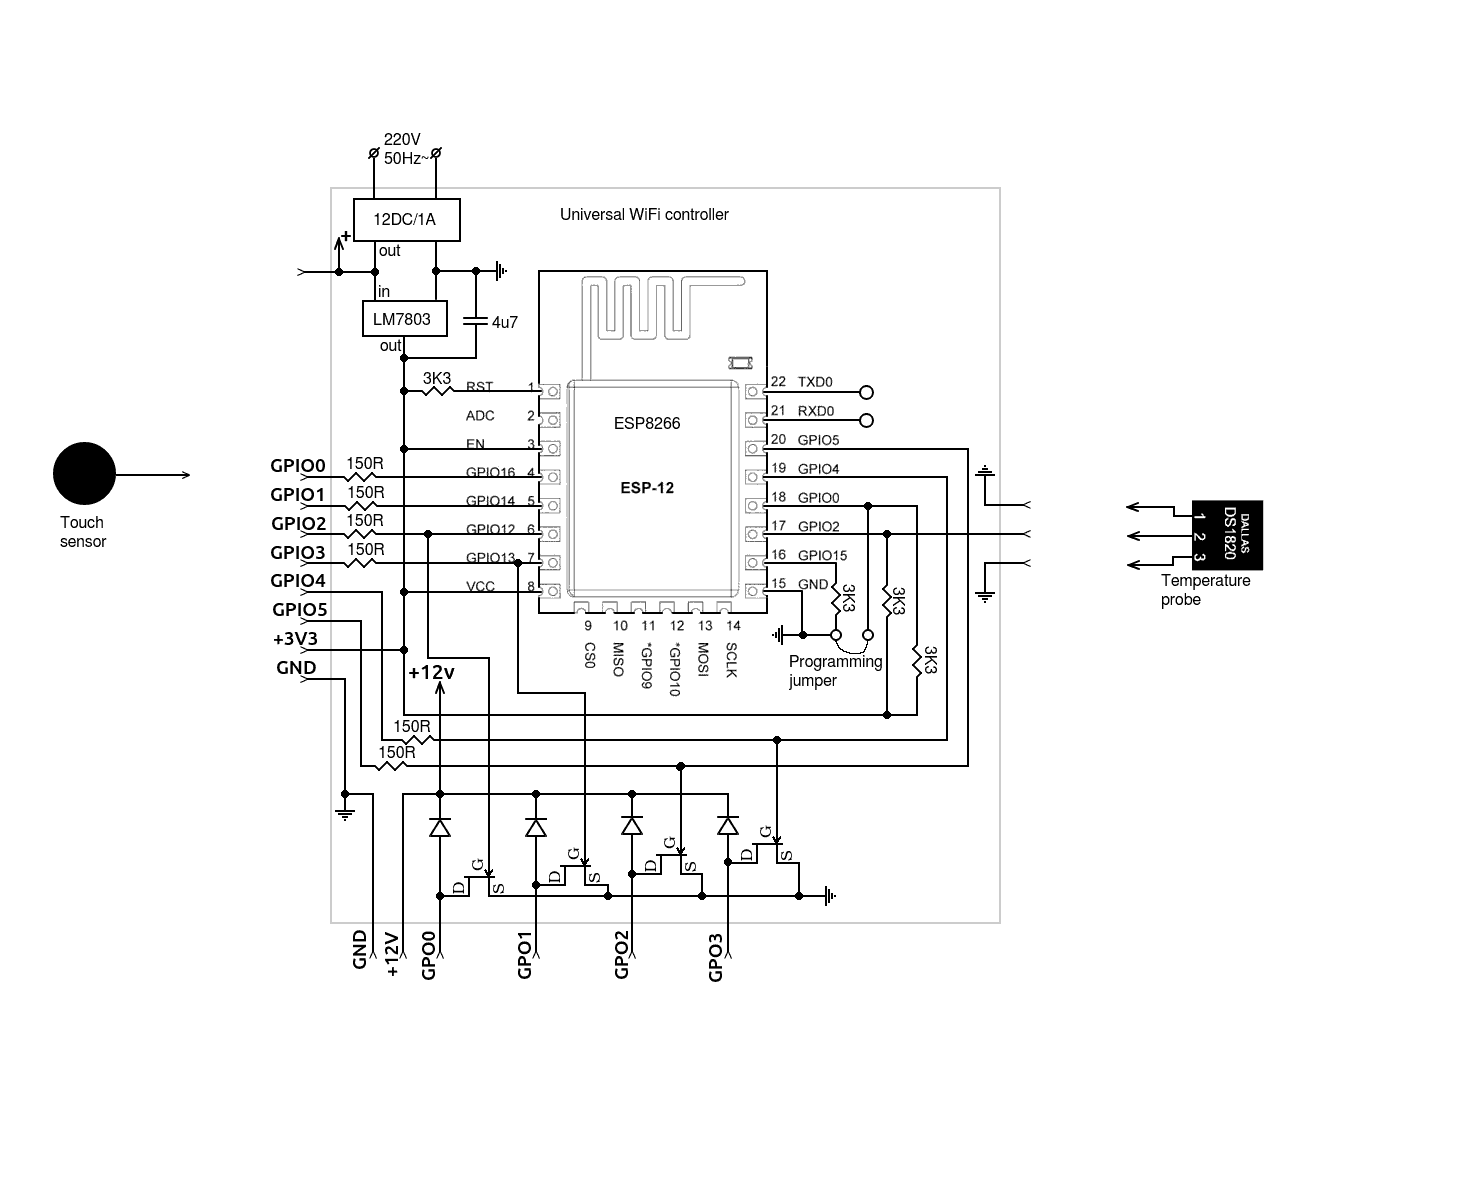 220V
50Hz~
Universal WiFi controller
12DC/1A
+
out
in
LM7803
4u7
out
3K3
RST 1
ADC 2
EN 3
GPIO16 4
GPIO14 5
GPIO12 6
GPIO13 7
VCC 8
ESP8266
ESP-12
22 TXD0
21 RXD0
20 GPIO5
19 GPIO4
18 GPIO0
17 GPIO2
16 GPIO15
15 GND
9 10 11 12 13 14
CS0
MISO
*GPIO9
*GPIO10
MOSI
SCLK
GPIO0 150R
GPIO1 150R
GPIO2 150R
GPIO3 150R
GPIO4
GPIO5
+3V3
GND
Touch
sensor
3K3
3K3
3K3
Programming
jumper
1
2
3
DALLAS
DS1820
Temperature
probe
+12v
150R
150R
D G S
D G S
D G S
D G S
GND
+12V
GPO0
GPO1
GPO2
GPO3